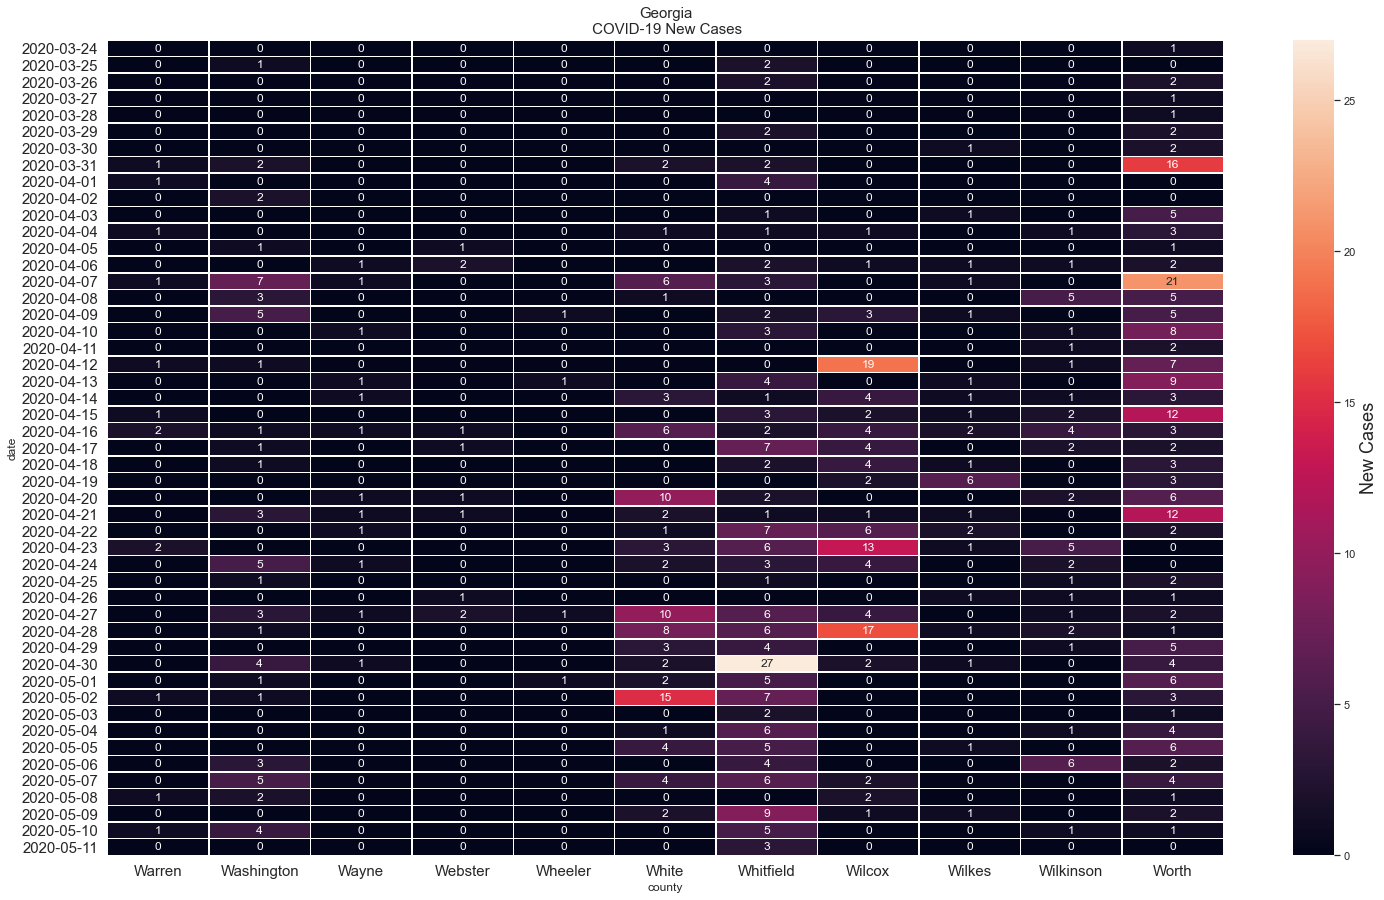 Georgia
COVID-19 New Cases
2020-03-24 0 0 0 0 0 0 0 0 0 0 1
2020-03-25 0 1 0 0 0 0 2 0 0 0 0
2020-03-26 0 0 0 0 0 0 2 0 0 0 2
2020-03-27 0 0 0 0 0 0 0 0 0 0 1
2020-03-28 0 0 0 0 0 0 0 0 0 0 1
2020-03-29 0 0 0 0 0 0 2 0 0 0 2
2020-03-30 0 0 0 0 0 0 0 0 1 0 2
2020-03-31 1 2 0 0 0 2 2 0 0 0 16
2020-04-01 1 0 0 0 0 0 4 0 0 0 0
2020-04-02 0 2 0 0 0 0 0 0 0 0 0
2020-04-03 0 0 0 0 0 0 1 0 1 0 5
2020-04-04 1 0 0 0 0 1 1 1 0 1 3
2020-04-05 0 1 0 1 0 0 0 0 0 0 1
2020-04-06 0 0 1 2 0 0 2 1 1 1 2
2020-04-07 1 7 1 0 0 6 3 0 1 0 21
2020-04-08 0 3 0 0 0 1 0 0 0 5 5
2020-04-09 0 5 0 0 1 0 2 3 1 0 5
2020-04-10 0 0 1 0 0 0 3 0 0 1 8
2020-04-11 0 0 0 0 0 0 0 0 0 1 2
2020-04-12 1 1 0 0 0 0 0 19 0 1 7
2020-04-13 0 0 1 0 1 0 4 0 1 0 9
2020-04-14 0 0 1 0 0 3 1 4 1 1 3
2020-04-15 1 0 0 0 0 0 3 2 1 2 12
2020-04-16 2 1 1 1 0 6 2 4 2 4 3
2020-04-17 0 1 0 1 0 0 7 4 0 2 2
2020-04-18 0 1 0 0 0 0 2 4 1 0 3
2020-04-19 0 0 0 0 0 0 0 2 6 0 3
2020-04-20 0 0 1 1 0 10 2 0 0 2 6
2020-04-21 0 3 1 1 0 2 1 1 1 0 12
2020-04-22 0 0 1 0 0 1 7 6 2 0 2
2020-04-23 2 0 0 0 0 3 6 13 1 5 0
2020-04-24 0 5 1 0 0 2 3 4 0 2 0
2020-04-25 0 1 0 0 0 0 1 0 0 1 2
2020-04-26 0 0 0 1 0 0 0 0 1 1 1
2020-04-27 0 3 1 2 1 10 6 4 0 1 2
2020-04-28 0 1 0 0 0 8 6 17 1 2 1
2020-04-29 0 0 0 0 0 3 4 0 0 1 5
2020-04-30 0 4 1 0 0 2 27 2 1 0 4
2020-05-01 0 1 0 0 1 2 5 0 0 0 6
2020-05-02 1 1 0 0 0 15 7 0 0 0 3
2020-05-03 0 0 0 0 0 0 2 0 0 0 1
2020-05-04 0 0 0 0 0 1 6 0 0 1 4
2020-05-05 0 0 0 0 0 4 5 0 1 0 6
2020-05-06 0 3 0 0 0 0 4 0 0 6 2
2020-05-07 0 5 0 0 0 4 6 2 0 0 4
2020-05-08 1 2 0 0 0 0 0 2 0 0 1
2020-05-09 0 0 0 0 0 2 9 1 1 0 2
2020-05-10 1 4 0 0 0 0 5 0 0 1 1
2020-05-11 0 0 0 0 0 0 3 0 0 0 0
Warren Washington Wayne Webster Wheeler White Whitfield Wilcox Wilkes Wilkinson Worth
county
date
25
20
15
10
5
0
New Cases